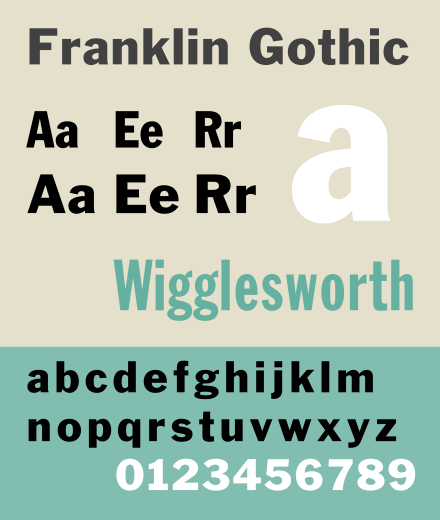 Franklin Gothic
Aa Ee Rr
Aa Ee Rr
a
Wigglesworth
abcdefghijklm
nopqrstuvwxyz
0123456789